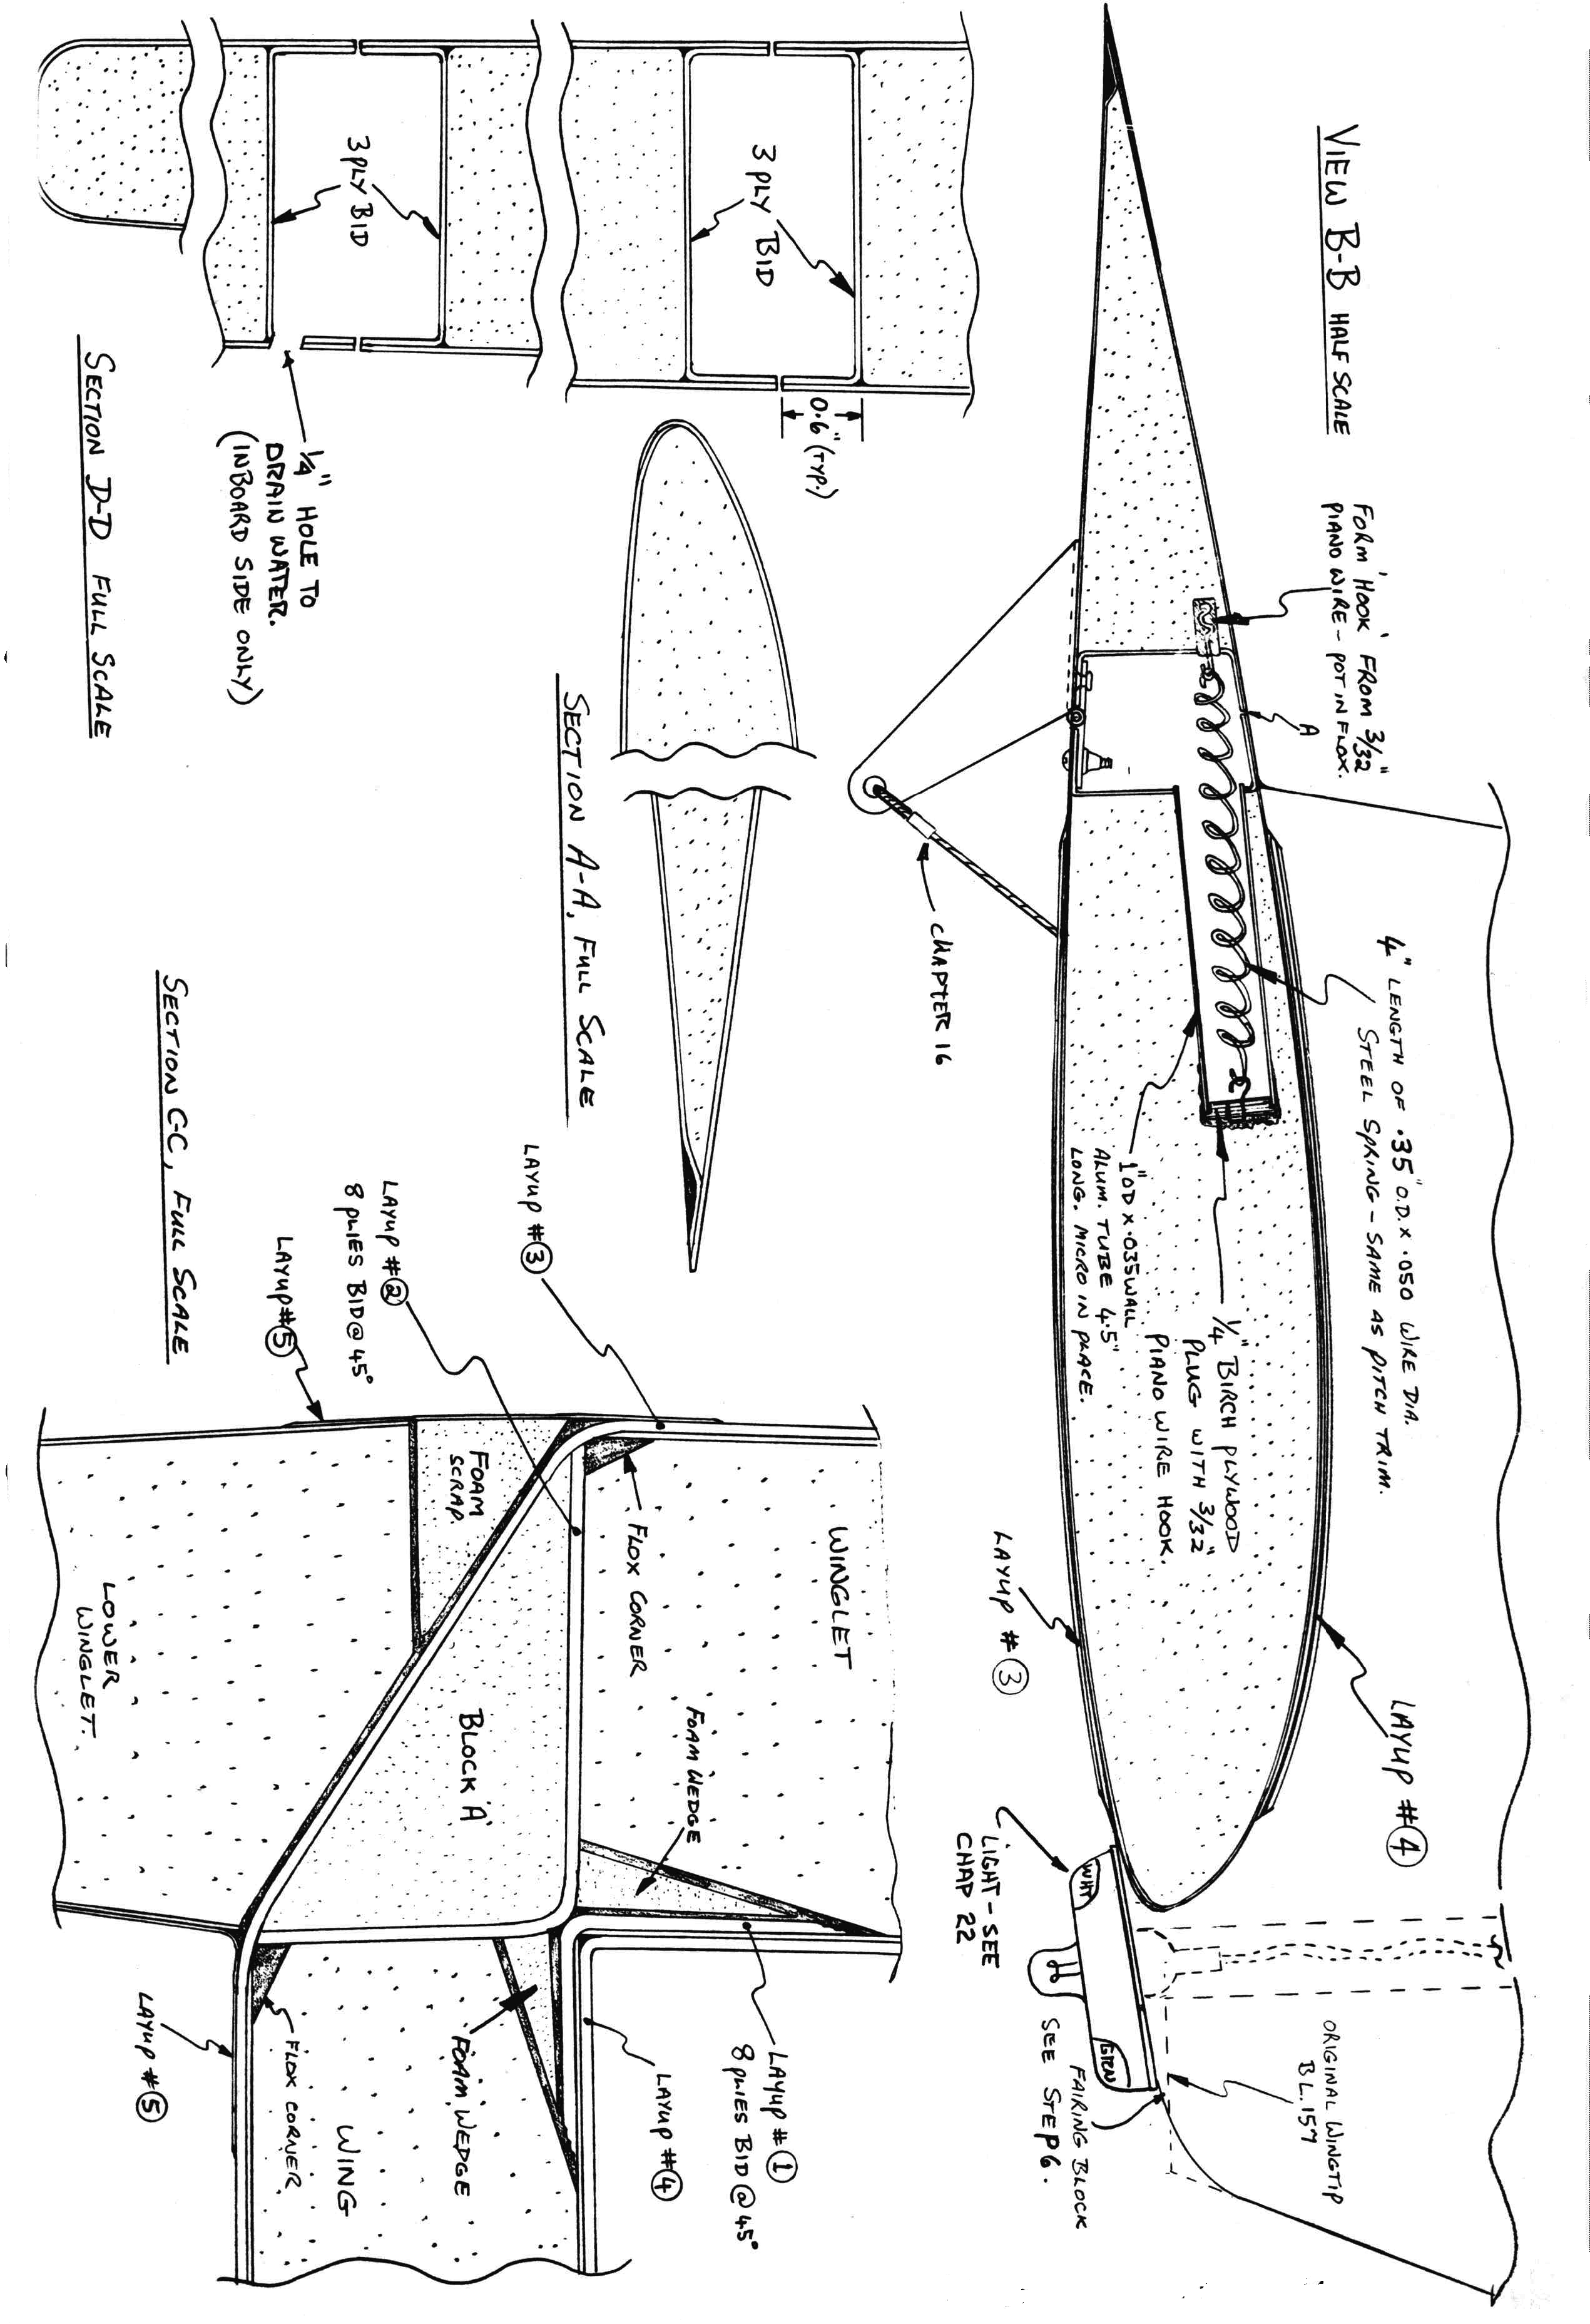 VIEW B-B HALF SCALE
FORM 'HOOK' FROM 3/32"
PIANO WIRE - POT IN FLOX.
A
4" LENGTH OF .35" O.D. X .050 WIRE DIA.
STEEL SPRING - SAME AS PITCH TRIM.
LAYUP #4
ORIGINAL WINGTIP
BL. 157
1/4" BIRCH PLYWOOD
PLUG WITH 3/32"
PIANO WIRE HOOK.
1" OD X .035 WALL
ALUM. TUBE 4.5"
LONG. MICRO IN PLACE.
CHAPTER 16
LAYUP #3
LIGHT - SEE
CHAP 22
WHT
GRN
FAIRING BLOCK
SEE STEP 6.
3 PLY BID
0.6" (TYP.)
3 PLY BID
1/4" HOLE TO
DRAIN WATER.
(INBOARD SIDE ONLY)
SECTION D-D FULL SCALE
SECTION A-A, FULL SCALE
LAYUP #3
LAYUP #2
8 PLIES BID @ 45°
LAYUP #5
SECTION C-C, FULL SCALE
WINGLET
FLOX CORNER
FOAM WEDGE
FOAM
SCRAP
BLOCK 'A'
LOWER
WINGLET.
LAYUP #1
8 PLIES BID @ 45°
LAYUP #4
FOAM WEDGE
WING
FLOX CORNER
LAYUP #5